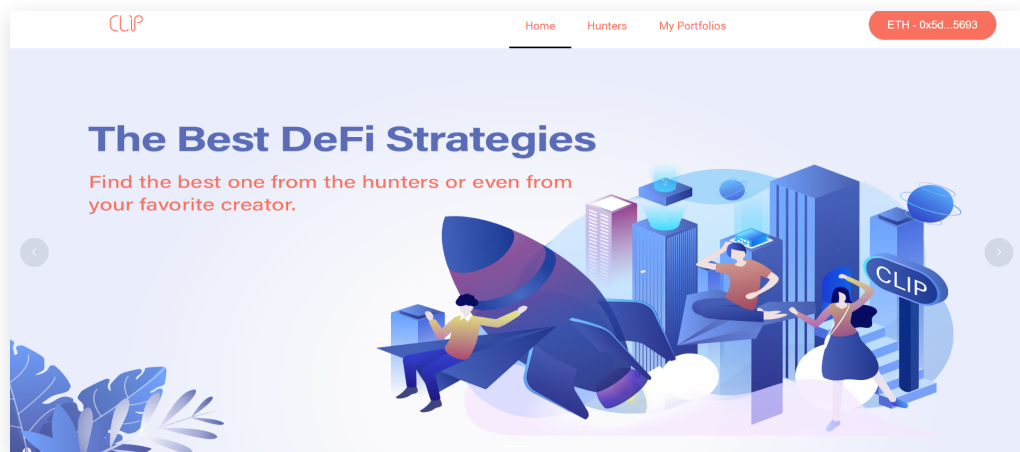 CLIP
Home
Hunters
My Portfolios
ETH - 0x5d...5693
The Best DeFi Strategies
Find the best one from the hunters or even from
your favorite creator.
CLIP